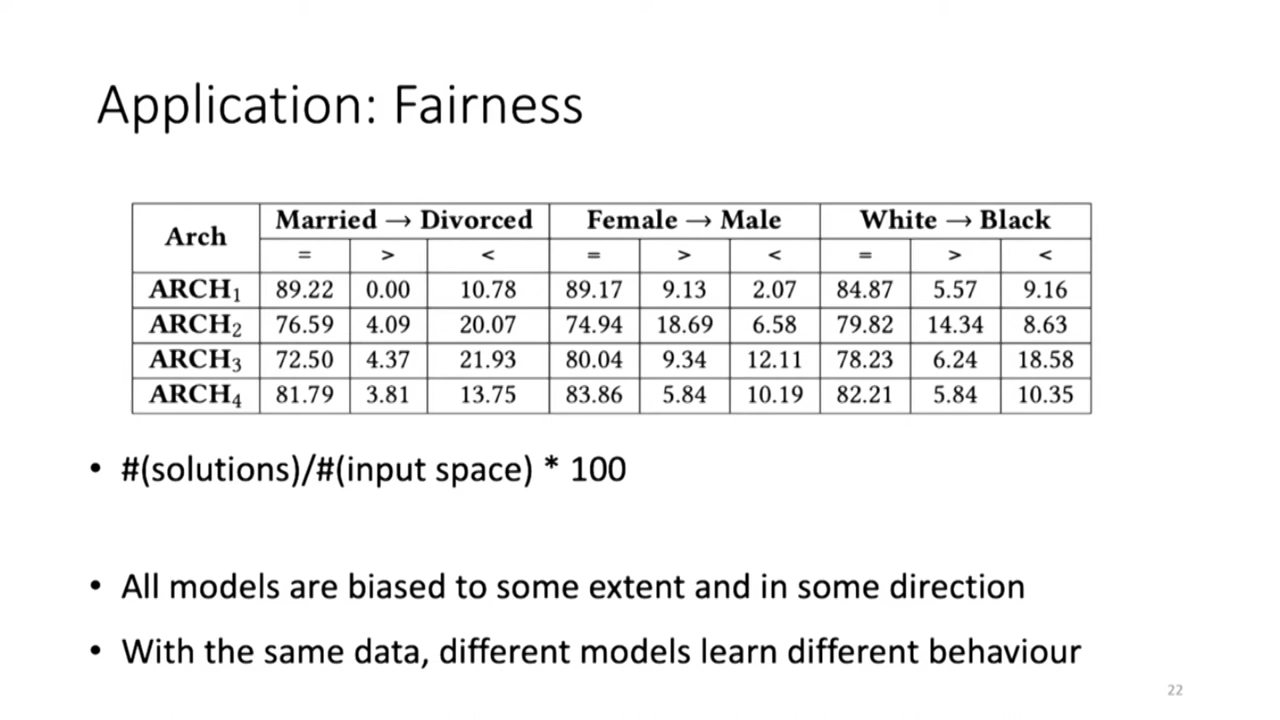 Application: Fairness
Arch Married → Divorced Female → Male White → Black
= > < = > < = > <
ARCH₁ 89.22 0.00 10.78 89.17 9.13 2.07 84.87 5.57 9.16
ARCH₂ 76.59 4.09 20.07 74.94 18.69 6.58 79.82 14.34 8.63
ARCH₃ 72.50 4.37 21.93 80.04 9.34 12.11 78.23 6.24 18.58
ARCH₄ 81.79 3.81 13.75 83.86 5.84 10.19 82.21 5.84 10.35
• #(solutions)/#(input space) * 100
• All models are biased to some extent and in some direction
• With the same data, different models learn different behaviour
22